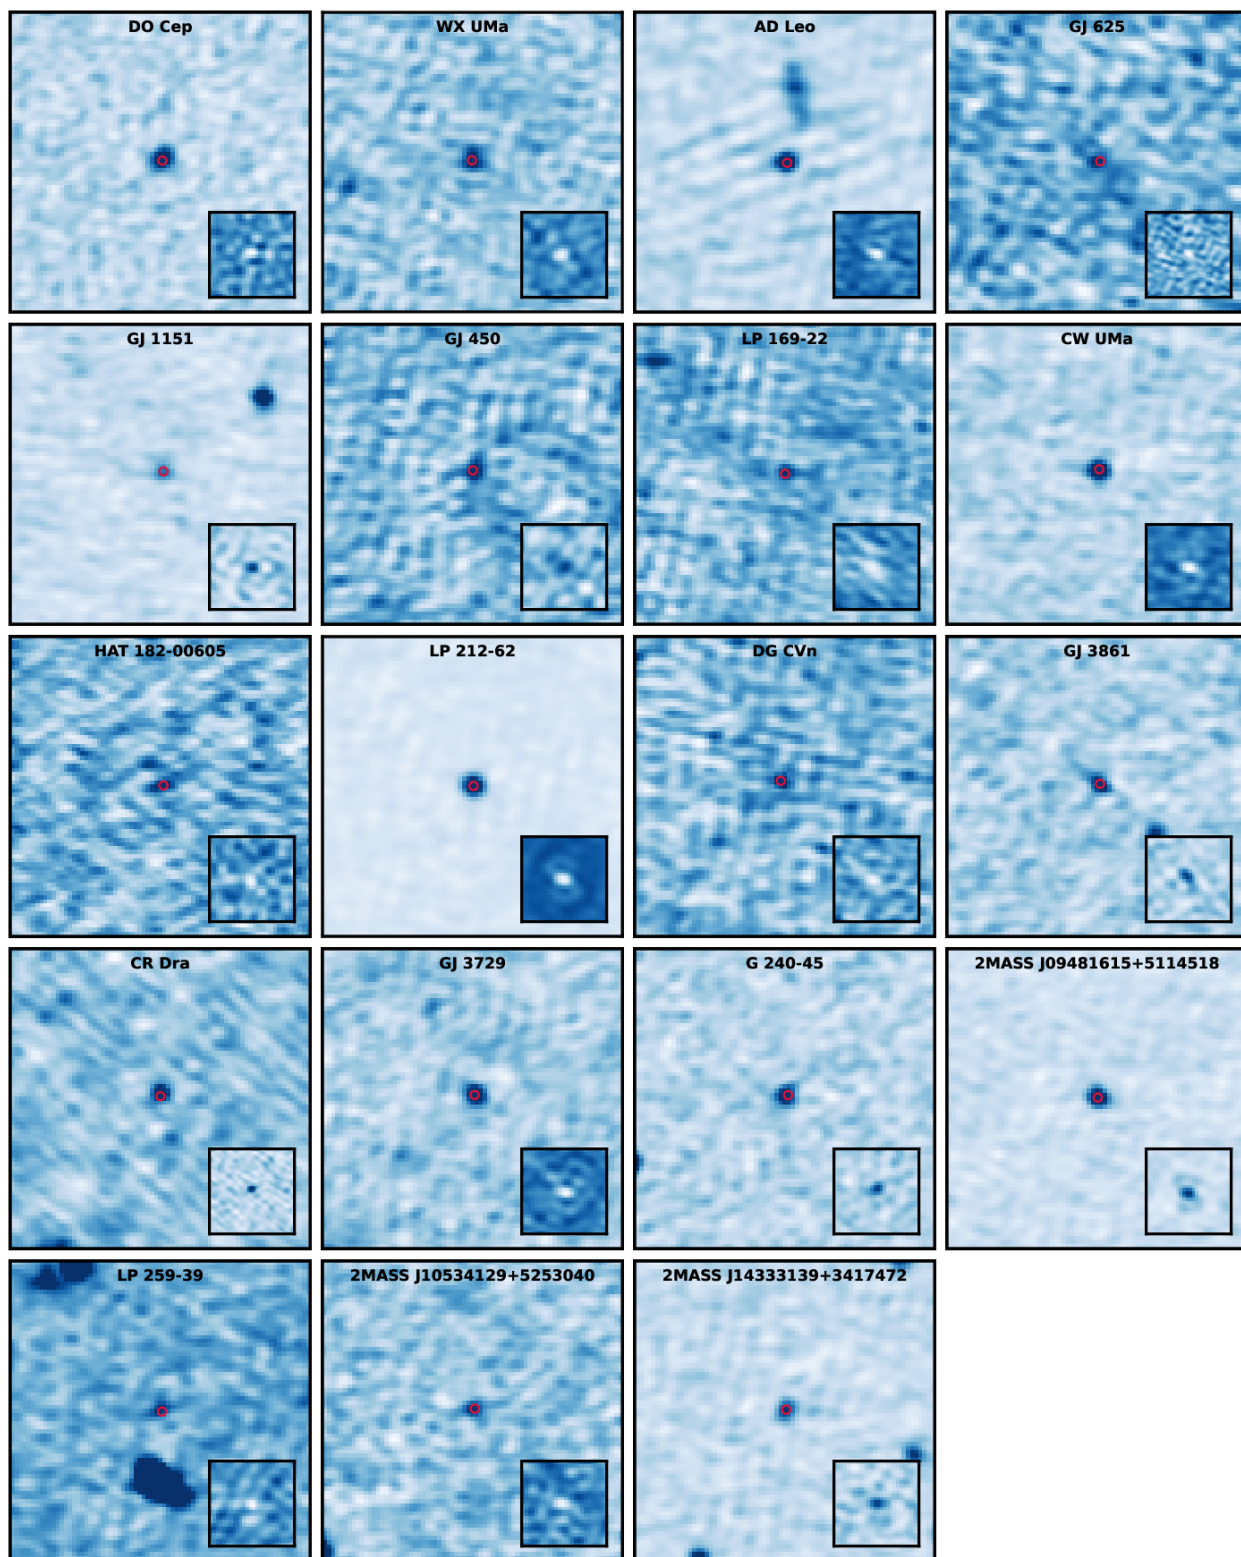 DO Cep
WX UMa
AD Leo
GJ 625
GJ 1151
GJ 450
LP 169-22
CW UMa
HAT 182-00605
LP 212-62
DG CVn
GJ 3861
CR Dra
GJ 3729
G 240-45
2MASS J09481615+5114518
LP 259-39
2MASS J10534129+5253040
2MASS J14333139+3417472